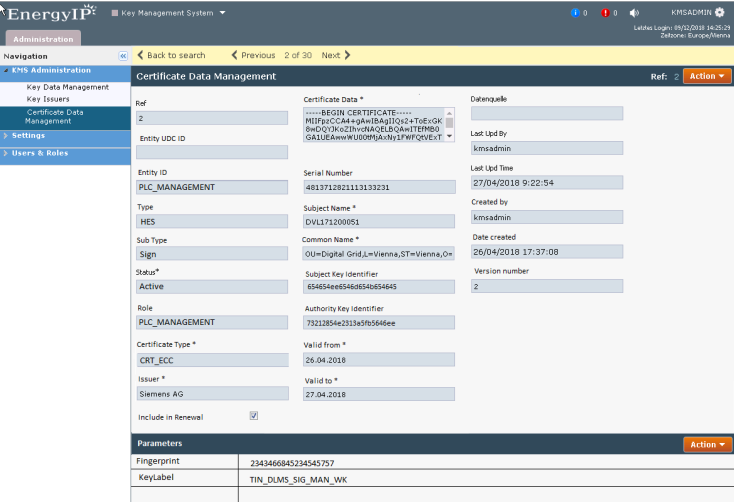 EnergyIP
Key Management System
0
0
KMSADMIN
Letztes Login: 09/12/2018 14:25:29
Zeitzone: Europe/Vienna
Administration
Navigation
KMS Administration
Key Data Management
Key Issuers
Certificate Data
Management
Settings
Users & Roles
Back to search
Previous 2 of 30 Next
Certificate Data Management
Ref: 2
Action
Ref
2
Entity UDC ID
Entity ID
PLC_MANAGEMENT
Type
HES
Sub Type
Sign
Status*
Active
Role
PLC_MANAGEMENT
Certificate Type *
CRT_ECC
Issuer *
Siemens AG
Include in Renewal
Certificate Data *
-----BEGIN CERTIFICATE-----
MIIFpzCCA4+gAwIBAgIIQs2+ToExGK
8wDQYJKoZIhvcNAQELBQAwITEfMB0
GA1UEAwwWU00tMjAxNy1FWFQtVExT
Serial Number
4813712821113133231
Subject Name *
DVL171200051
Common Name *
OU=Digital Grid,L=Vienna,ST=Vienna,O=
Subject Key Identifier
654654ee6546d654b654645
Authority Key Identifier
73212854e2313a5fb5646ee
Valid from *
26.04.2018
Valid to *
27.04.2018
Datenquelle
Last Upd By
kmsadmin
Last Upd Time
27/04/2018 9:22:54
Created by
kmsadmin
Date created
26/04/2018 17:37:08
Version number
2
Parameters
Action
Fingerprint
2343466845234545757
KeyLabel
TIN_DLMS_SIG_MAN_WK